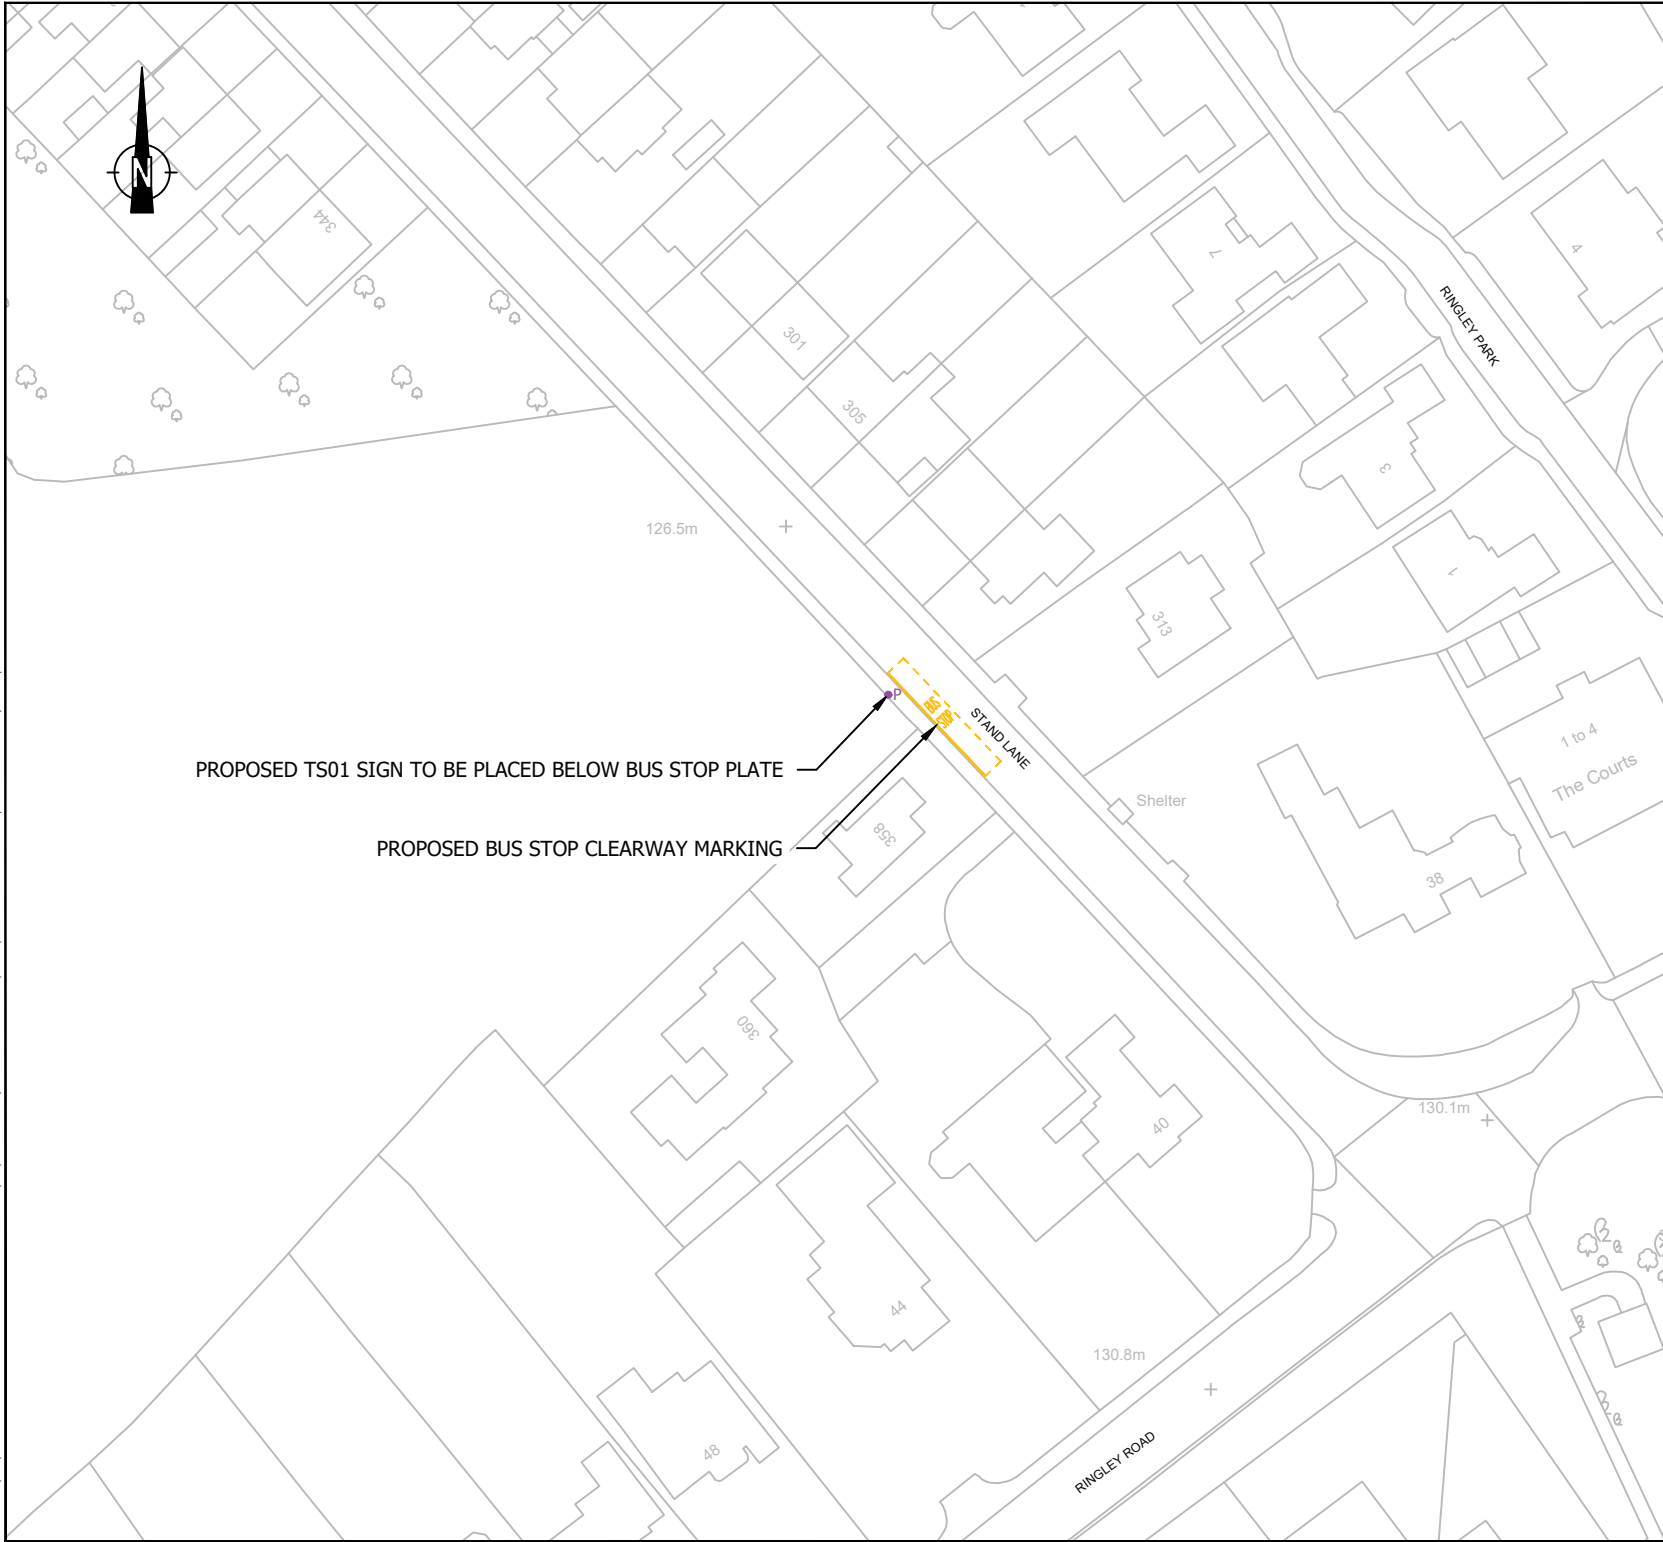 N
344
301
305
7
4
RINGLEY PARK
3
1
126.5m
313
P
BUS STOP
STAND LANE
PROPOSED TS01 SIGN TO BE PLACED BELOW BUS STOP PLATE
PROPOSED BUS STOP CLEARWAY MARKING
358
Shelter
1 to 4
The Courts
38
360
40
130.1m
44
130.8m
48
RINGLEY ROAD